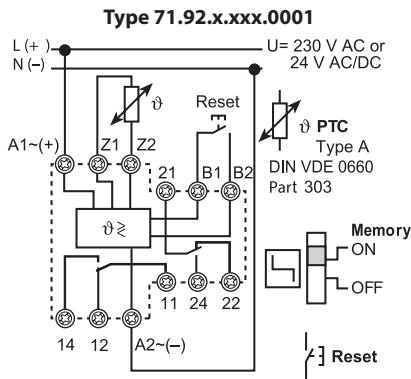 Type 71.92.x.xxx.0001
L (+)
U= 230 V AC or
N (–)
24 V AC/DC
ϑ
Reset
ϑ PTC
Type A
DIN VDE 0660
Part 303
A1~(+) Z1 Z2
21 B1 B2
ϑ≷
Memory
ON
OFF
11 24 22
14 12 A2~(–)
Reset